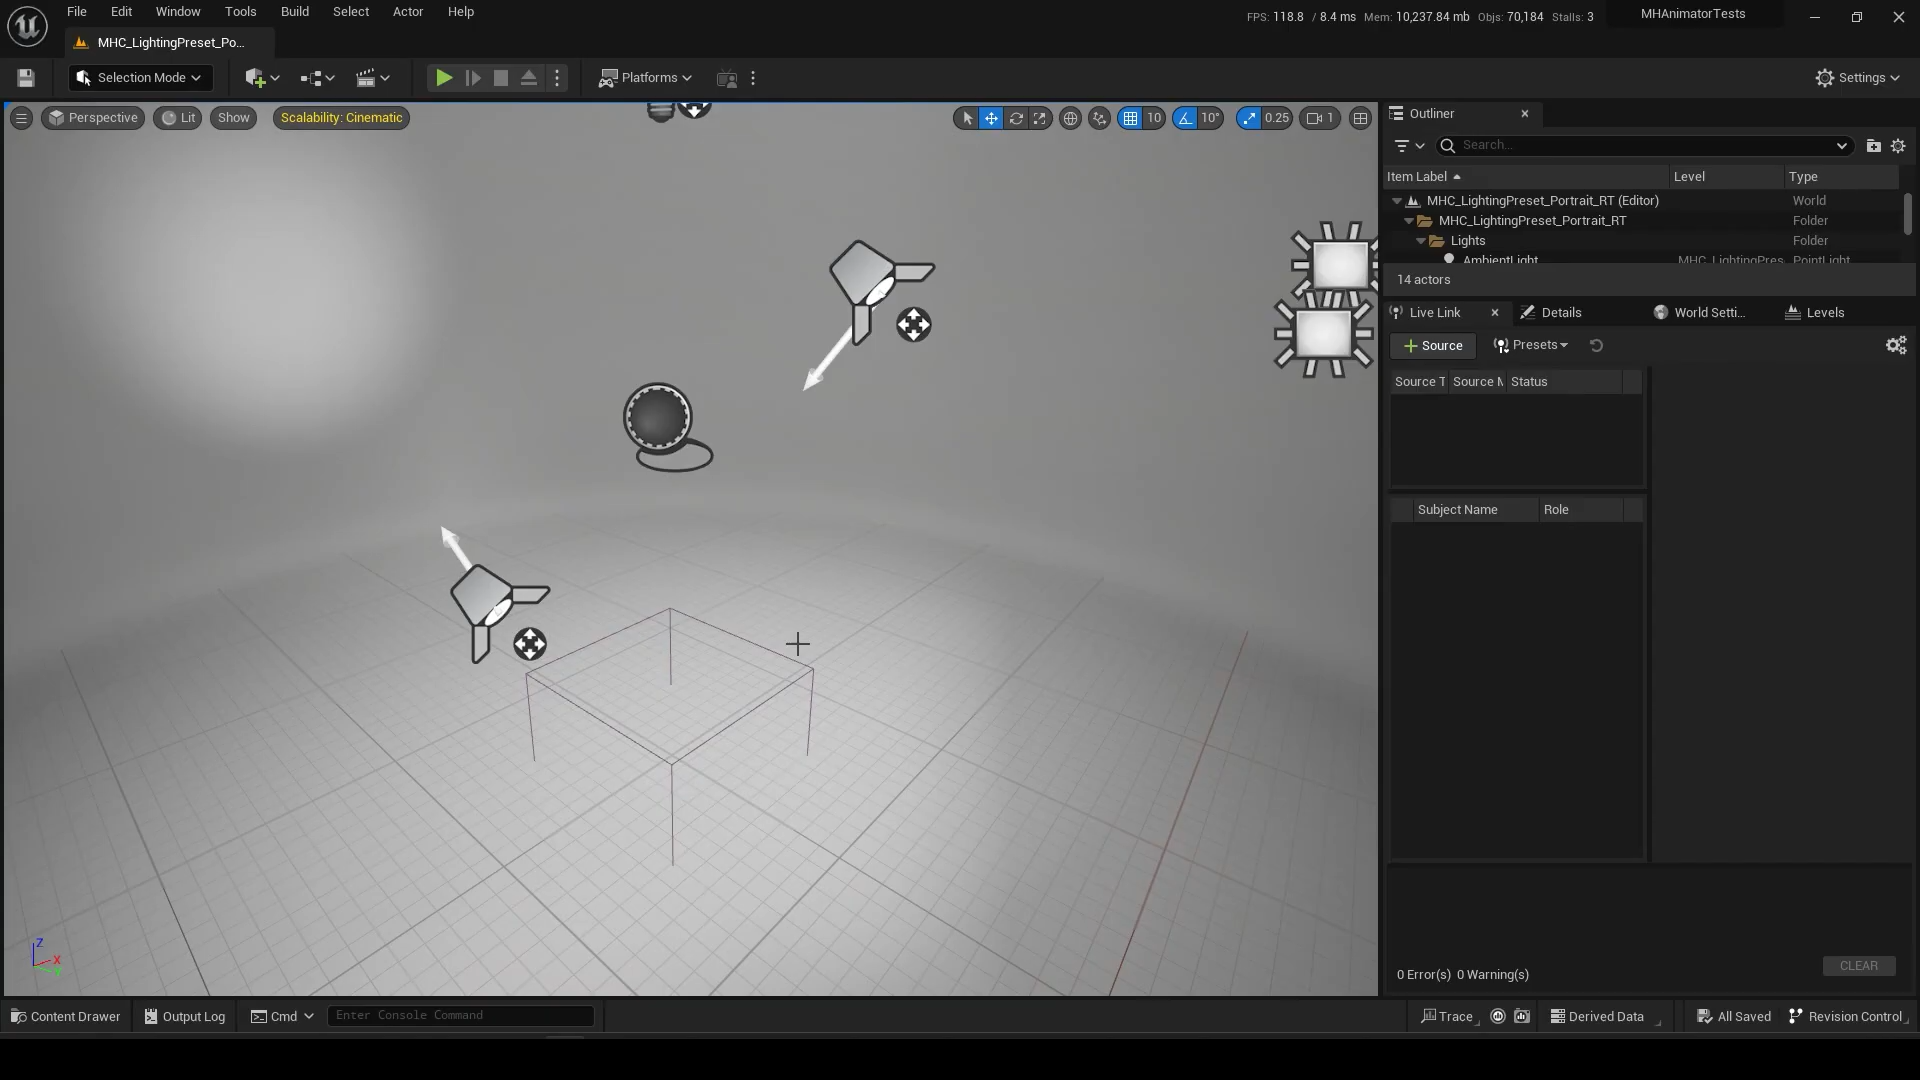 File Edit Window Tools Build Select Actor Help
FPS: 118.8 / 8.4 ms Mem: 10,237.84 mb Objs: 70,184 Stalls: 3
MHAnimatorTests
MHC_LightingPreset_Po...
Selection Mode
Platforms
Settings
Perspective Lit Show Scalability: Cinematic
10 10° 0.25 1
Outliner
Search...
Item Label Level Type
MHC_LightingPreset_Portrait_RT (Editor) World
MHC_LightingPreset_Portrait_RT Folder
Lights Folder
AmbientLight MHC_LightingPres PointLight
14 actors
Live Link Details World Setti... Levels
+ Source Presets
Source T Source M Status
Subject Name Role
Z
X
Y
0 Error(s) 0 Warning(s)
CLEAR
Content Drawer Output Log Cmd Enter Console Command
Trace Derived Data All Saved Revision Control